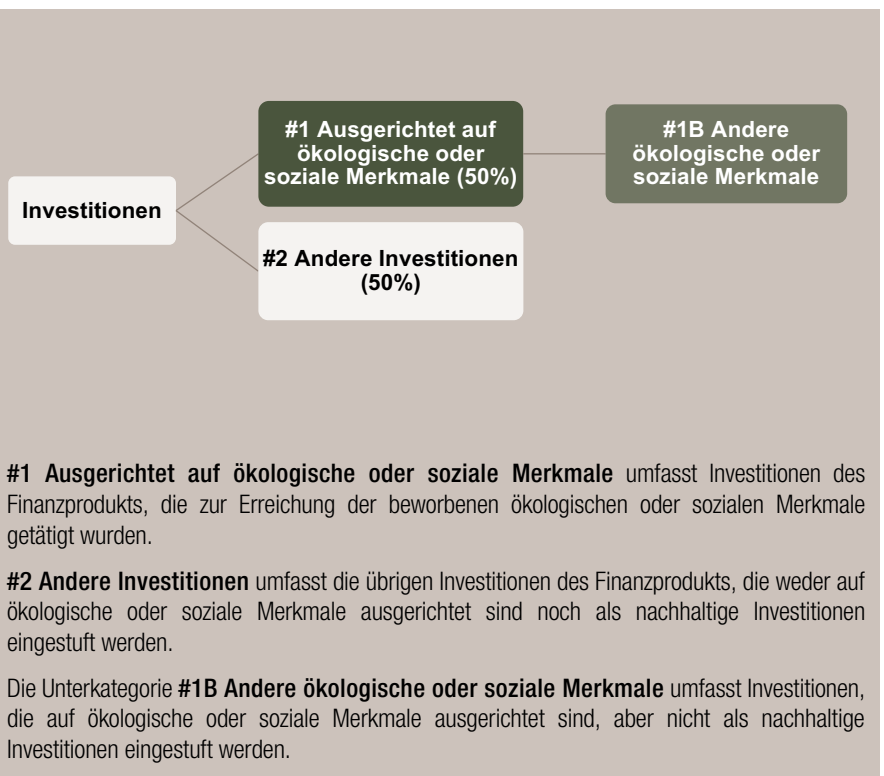 #1 Ausgerichtet auf
ökologische oder
soziale Merkmale (50%)
#1B Andere
ökologische oder
soziale Merkmale
Investitionen
#2 Andere Investitionen
(50%)
#1 Ausgerichtet auf ökologische oder soziale Merkmale umfasst Investitionen des
Finanzprodukts, die zur Erreichung der beworbenen ökologischen oder sozialen Merkmale
getätigt wurden.
#2 Andere Investitionen umfasst die übrigen Investitionen des Finanzprodukts, die weder auf
ökologische oder soziale Merkmale ausgerichtet sind noch als nachhaltige Investitionen
eingestuft werden.
Die Unterkategorie #1B Andere ökologische oder soziale Merkmale umfasst Investitionen,
die auf ökologische oder soziale Merkmale ausgerichtet sind, aber nicht als nachhaltige
Investitionen eingestuft werden.